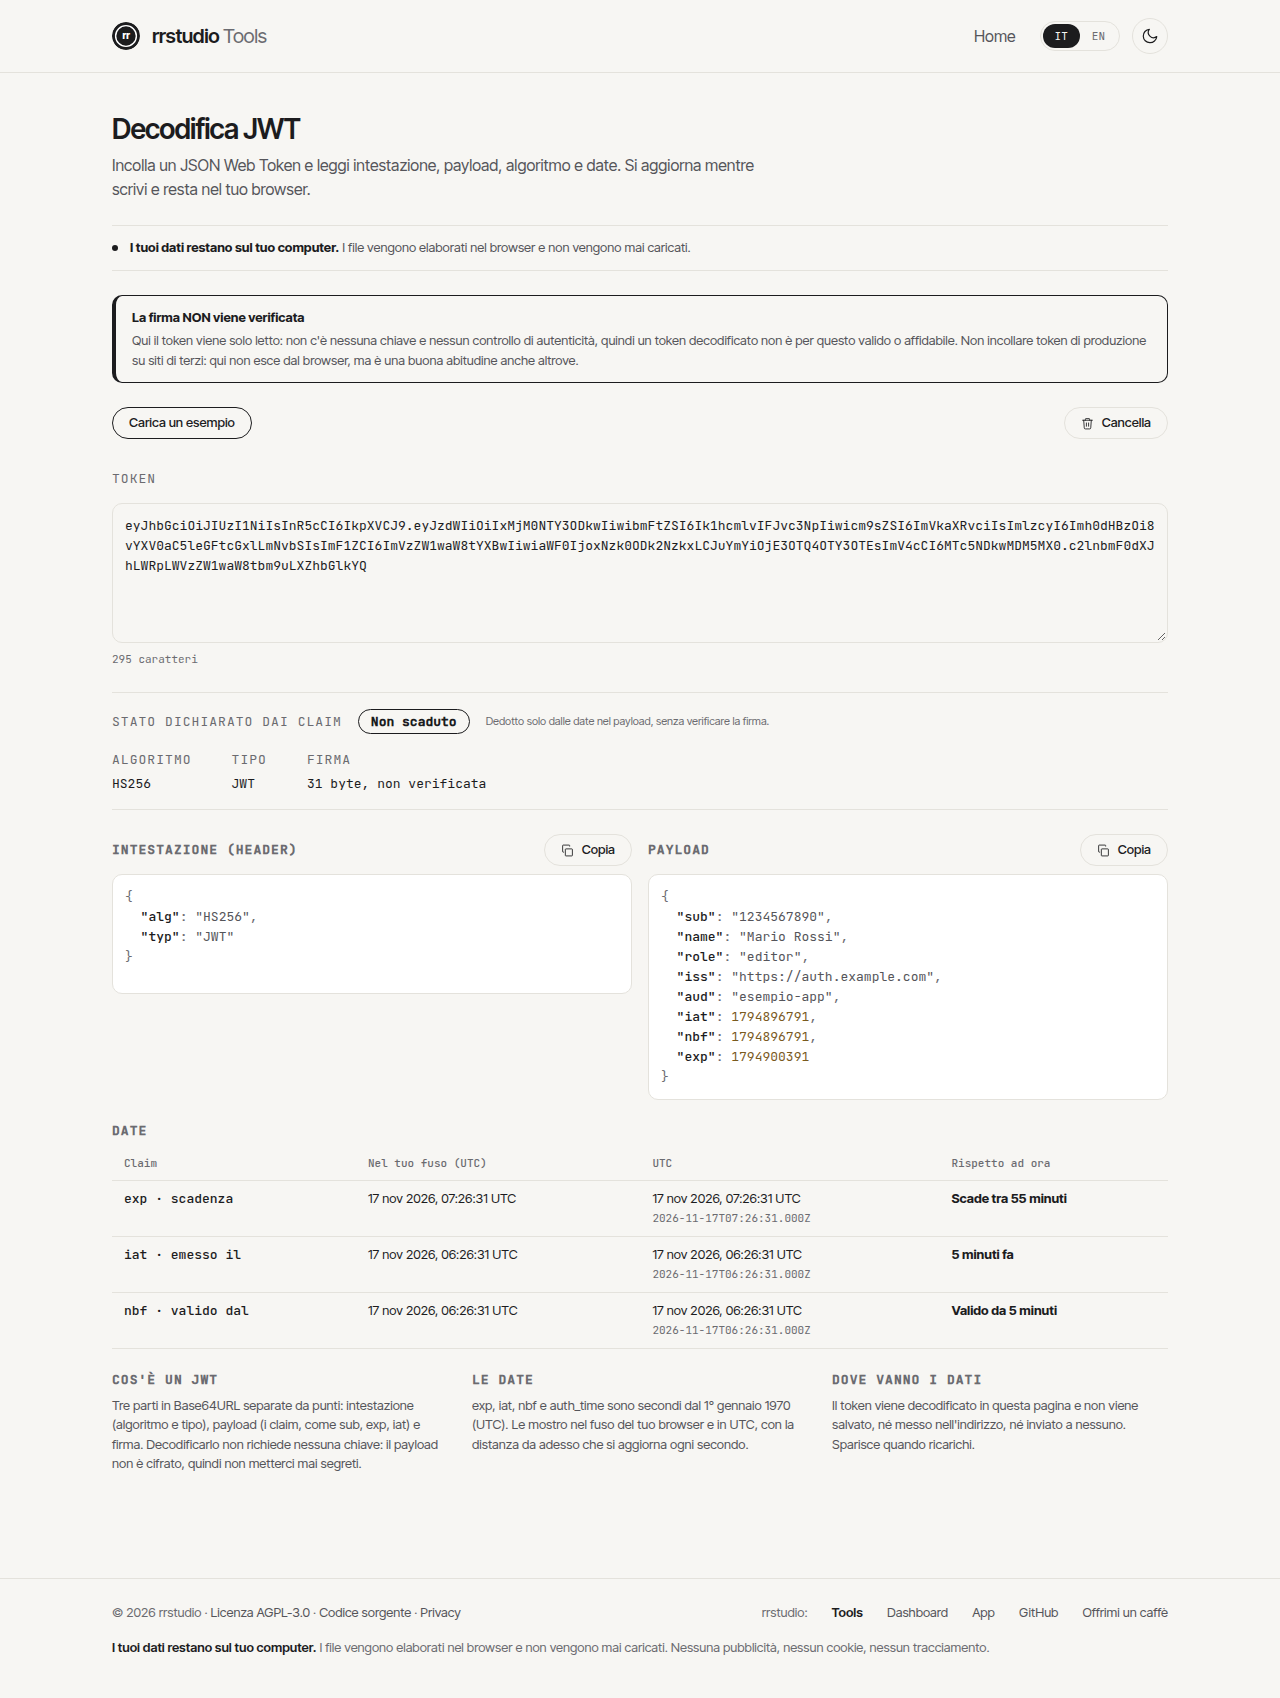 rr rrstudio Tools
Home
IT EN
Decodifica JWT
Incolla un JSON Web Token e leggi intestazione, payload, algoritmo e date. Si aggiorna mentre
scrivi e resta nel tuo browser.
I tuoi dati restano sul tuo computer. I file vengono elaborati nel browser e non vengono mai caricati.
La firma NON viene verificata
Qui il token viene solo letto: non c'è nessuna chiave e nessun controllo di autenticità, quindi un token decodificato non è per questo valido o affidabile. Non incollare token di produzione
su siti di terzi: qui non esce dal browser, ma è una buona abitudine anche altrove.
Carica un esempio
Cancella
TOKEN
eyJhbGciOiJIUzI1NiIsInR5cCI6IkpXVCJ9.eyJzdWIiOiIxMjM0NTY3ODkwIiwibmFtZSI6Ik1hcmlvIFJvc3NpIiwicm9sZSI6ImVkaXRvciIsImlzcyI6Imh0dHBzOi8
vYXV0aC5leGFtcGxlLmNvbSIsImF1ZCI6ImVzZW1waW8tYXBwIiwiaWF0IjoxNzk0ODk2NzkxLCJuYmYiOjE3OTQ4OTY3OTEsImV4cCI6MTc5NDkwMDM5MX0.c2lnbmF0dXJ
hLWRpLWVzZW1waW8tbm9uLXZhbGlkYQ
295 caratteri
STATO DICHIARATO DAI CLAIM Non scaduto Dedotto solo dalle date nel payload, senza verificare la firma.
ALGORITMO TIPO FIRMA
HS256 JWT 31 byte, non verificata
INTESTAZIONE (HEADER) Copia
{
"alg": "HS256",
"typ": "JWT"
}
PAYLOAD Copia
{
"sub": "1234567890",
"name": "Mario Rossi",
"role": "editor",
"iss": "https://auth.example.com",
"aud": "esempio-app",
"iat": 1794896791,
"nbf": 1794896791,
"exp": 1794900391
}
DATE
Claim Nel tuo fuso (UTC) UTC Rispetto ad ora
exp · scadenza 17 nov 2026, 07:26:31 UTC 17 nov 2026, 07:26:31 UTC Scade tra 55 minuti
2026-11-17T07:26:31.000Z
iat · emesso il 17 nov 2026, 06:26:31 UTC 17 nov 2026, 06:26:31 UTC 5 minuti fa
2026-11-17T06:26:31.000Z
nbf · valido dal 17 nov 2026, 06:26:31 UTC 17 nov 2026, 06:26:31 UTC Valido da 5 minuti
2026-11-17T06:26:31.000Z
COS'È UN JWT
Tre parti in Base64URL separate da punti: intestazione
(algoritmo e tipo), payload (i claim, come sub, exp, iat) e
firma. Decodificarlo non richiede nessuna chiave: il payload
non è cifrato, quindi non metterci mai segreti.
LE DATE
exp, iat, nbf e auth_time sono secondi dal 1° gennaio 1970
(UTC). Le mostro nel fuso del tuo browser e in UTC, con la
distanza da adesso che si aggiorna ogni secondo.
DOVE VANNO I DATI
Il token viene decodificato in questa pagina e non viene
salvato, né messo nell'indirizzo, né inviato a nessuno.
Sparisce quando ricarichi.
© 2026 rrstudio · Licenza AGPL-3.0 · Codice sorgente · Privacy
rrstudio: Tools Dashboard App GitHub Offrimi un caffè
I tuoi dati restano sul tuo computer. I file vengono elaborati nel browser e non vengono mai caricati. Nessuna pubblicità, nessun cookie, nessun tracciamento.